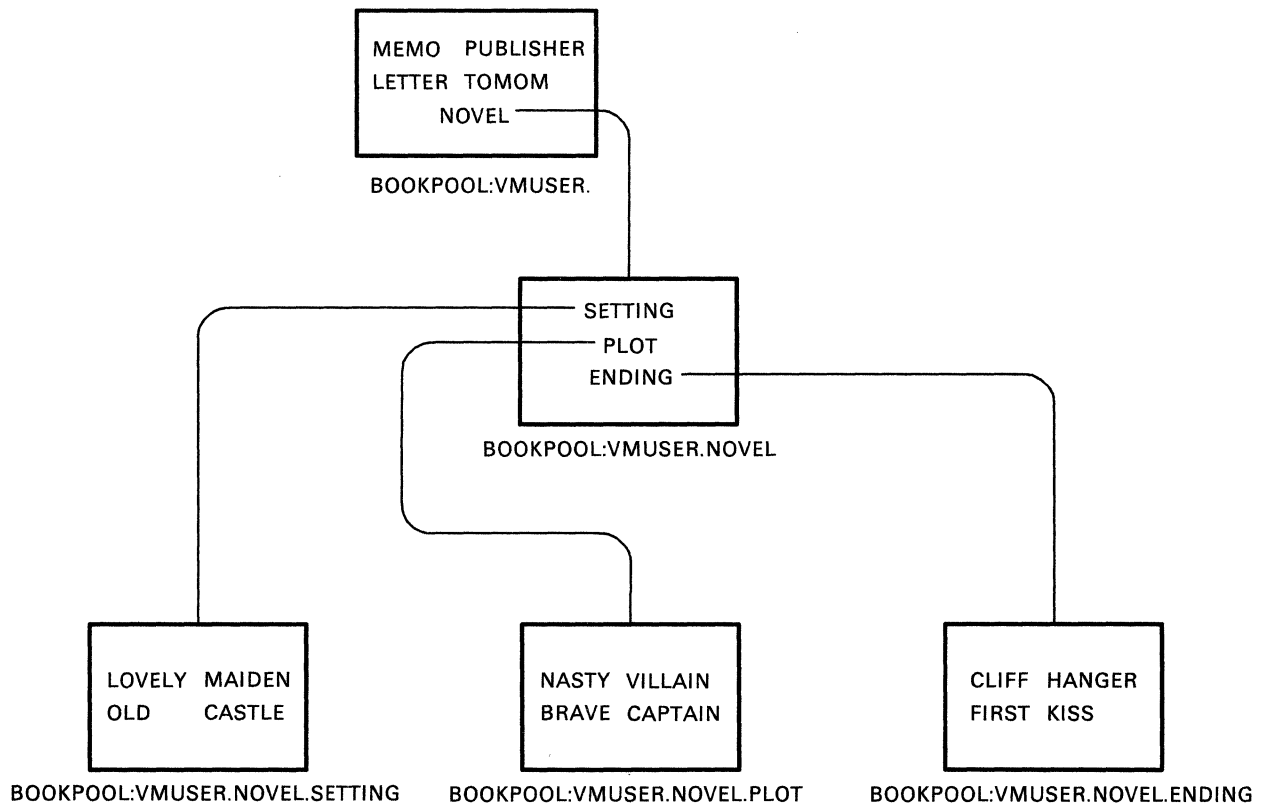 MEMO PUBLISHER
LETTER TOMOM
NOVEL
BOOKPOOL:VMUSER.
SETTING
PLOT
ENDING
BOOKPOOL:VMUSER.NOVEL
LOVELY MAIDEN
OLD CASTLE
BOOKPOOL:VMUSER.NOVEL.SETTING
NASTY VILLAIN
BRAVE CAPTAIN
BOOKPOOL:VMUSER.NOVEL.PLOT
CLIFF HANGER
FIRST KISS
BOOKPOOL:VMUSER.NOVEL.ENDING